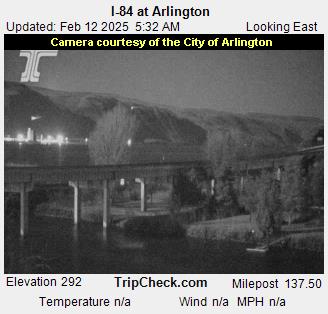 I-84 at Arlington
Updated: Feb 12 2025 5:32 AM Looking East
Camera courtesy of the City of Arlington
Elevation 292 TripCheck.com Milepost 137.50
Temperature n/a Wind n/a MPH n/a